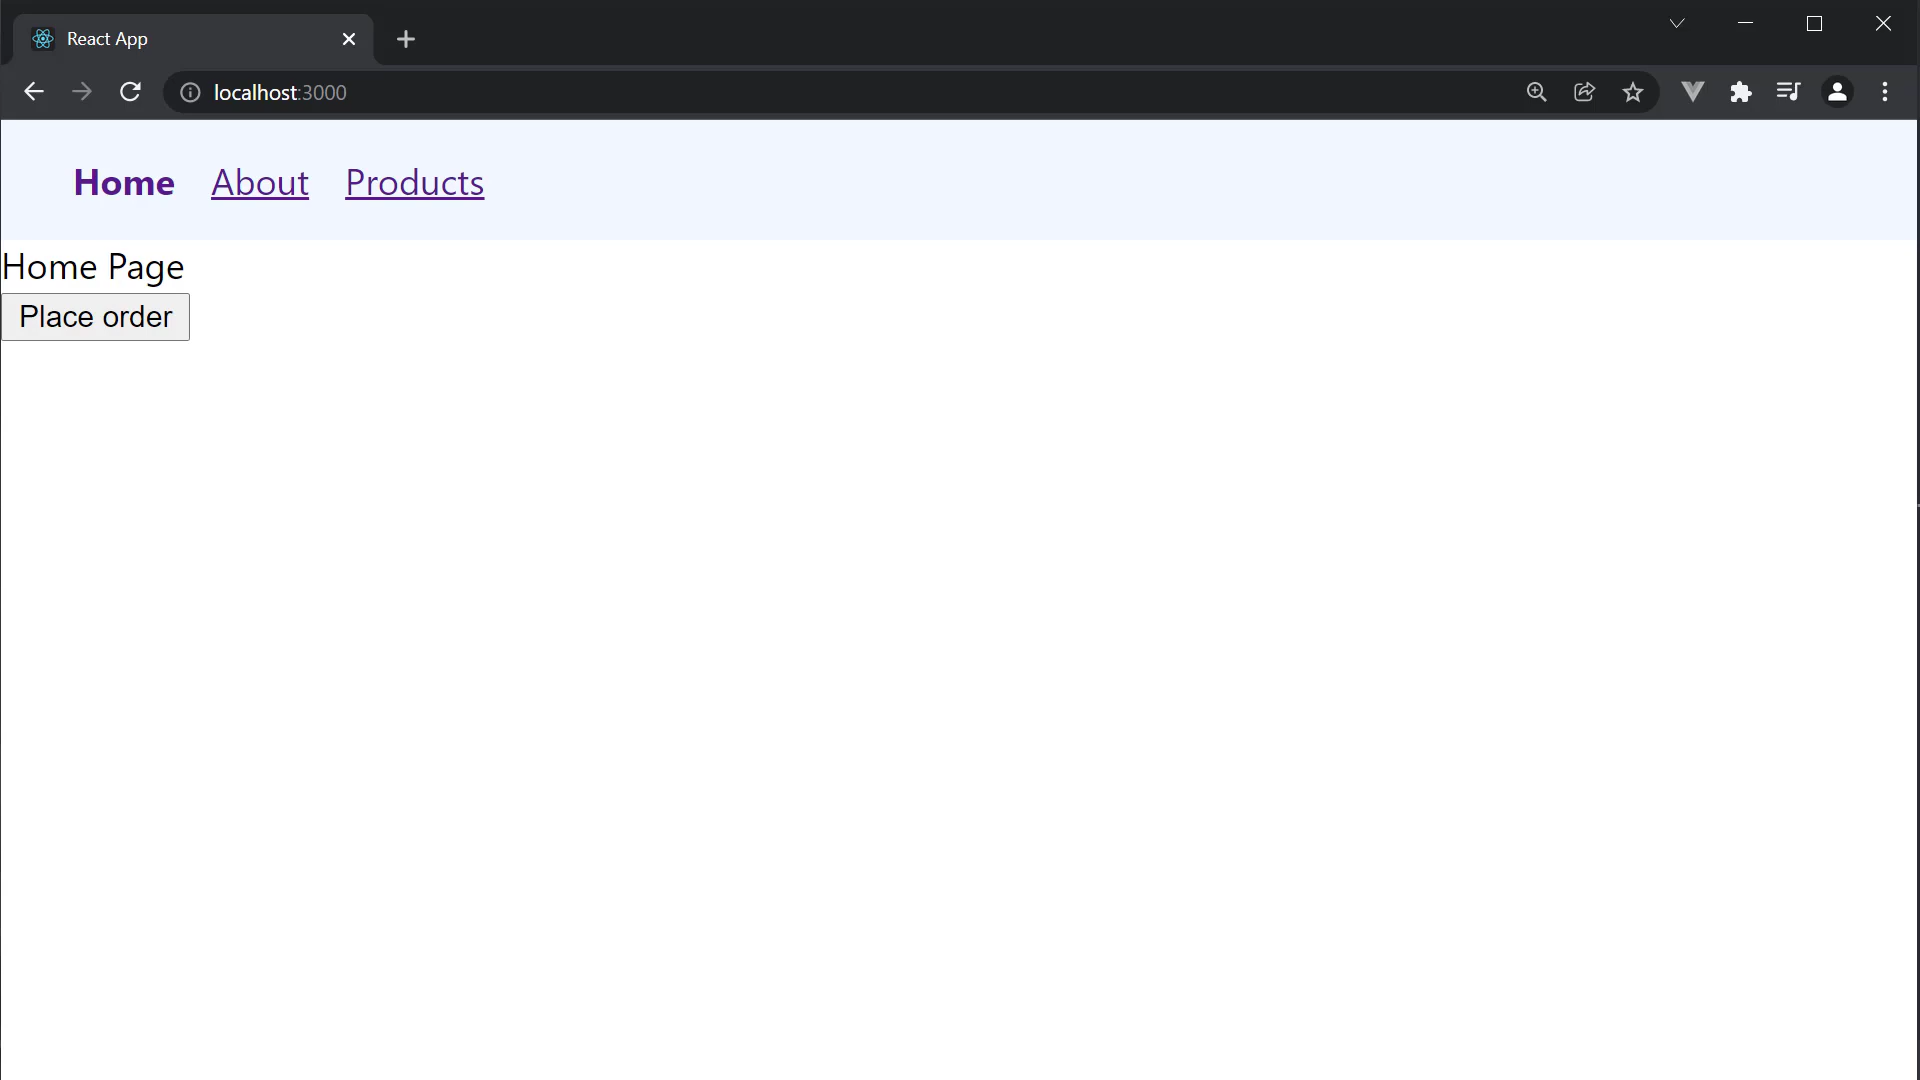 React App
localhost:3000
Home About Products
Home Page
Place order